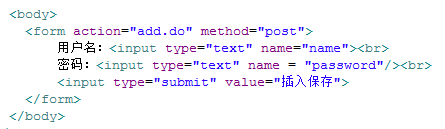 <body>
<form action="add.do" method="post">
用户名：<input type="text" name="name"><br>
密码：<input type="text" name = "password"/><br>
<input type="submit" value="插入保存">
</form>
</body>